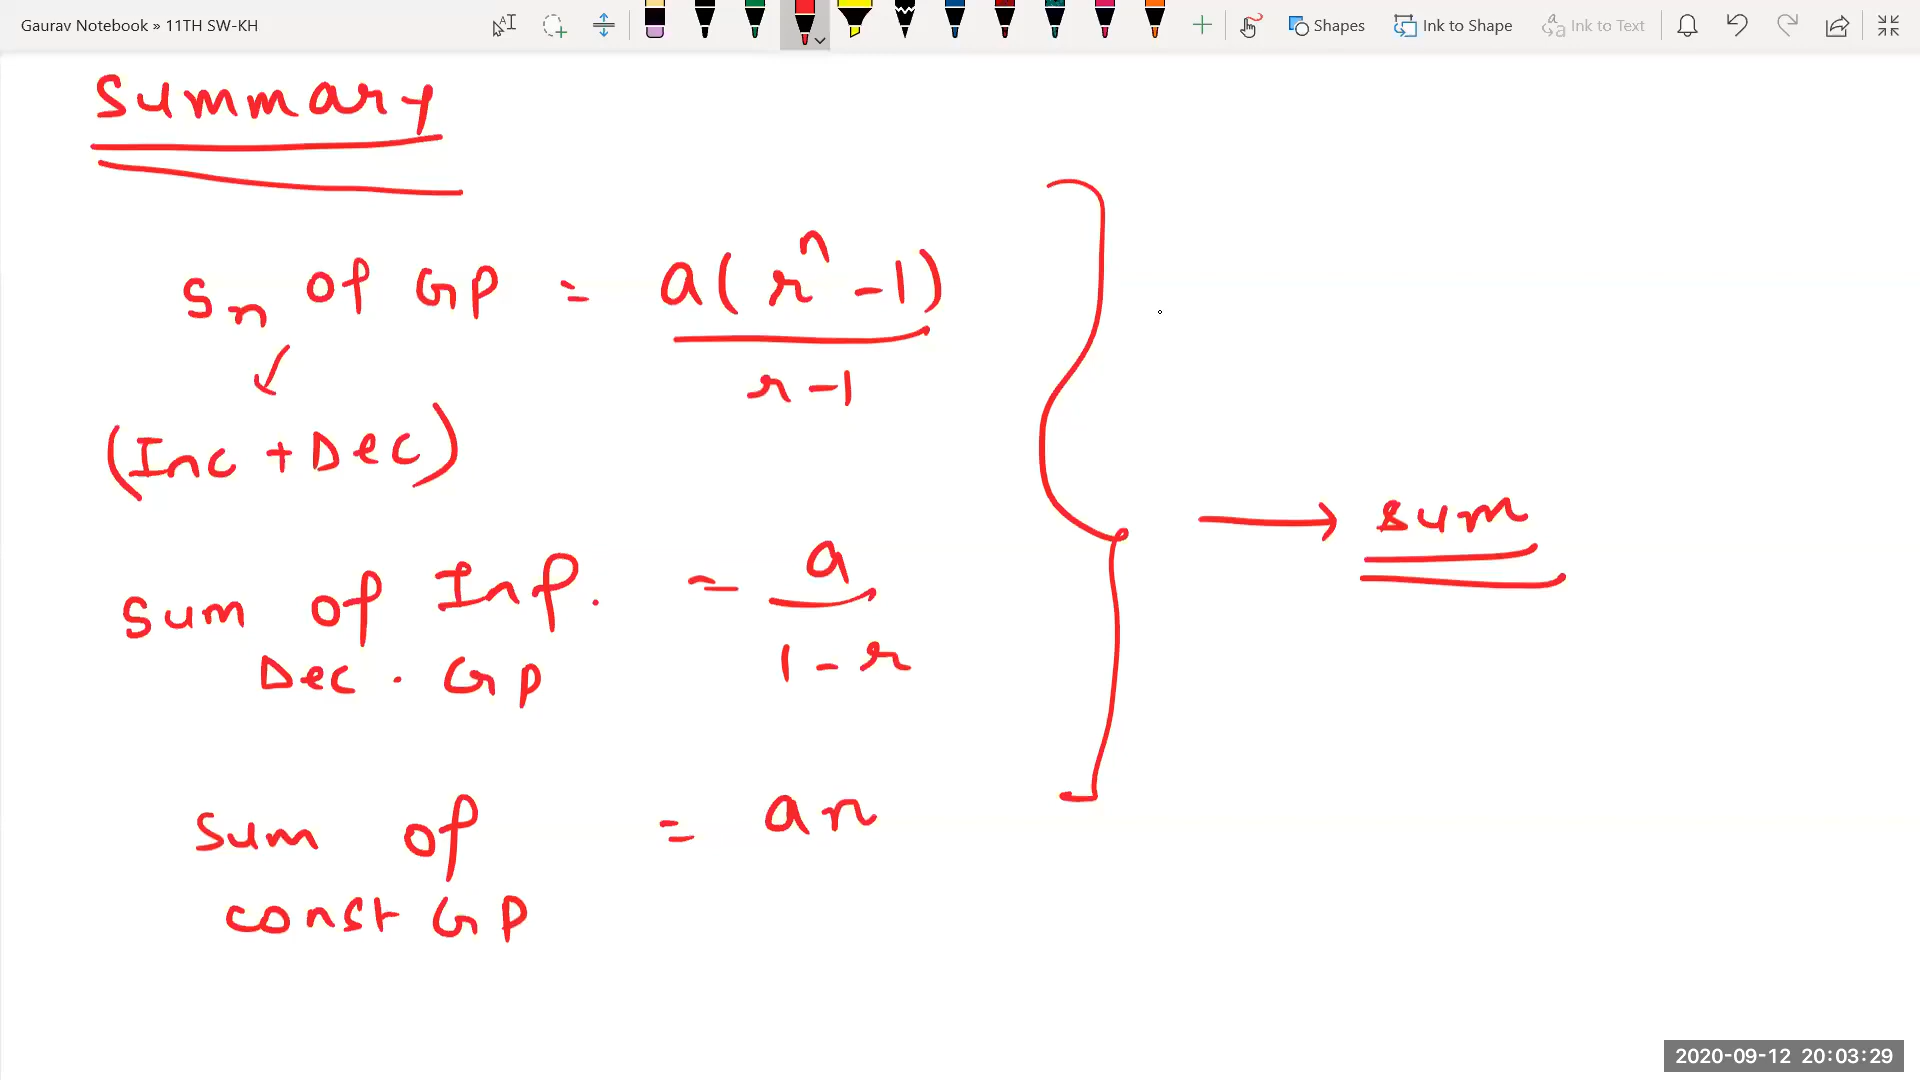 Gaurav Notebook » 11TH SW-KH
Shapes
Ink to Shape
Ink to Text
Summary
Sn of GP = a(r^n -1)
r-1
(Inc + Dec)
Sum of Inf. = a
Dec. GP
1-r
→ Sum
Sum of = an
const GP
2020-09-12 20:03:29